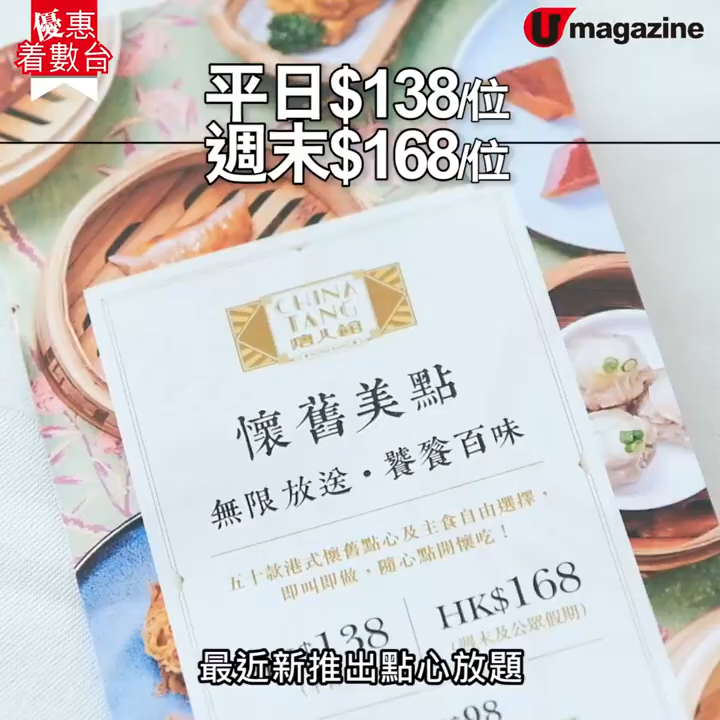 優惠
着數台
U magazine
平日$138/位
週末$168/位
CHINA
TANG
唐人館
懷舊美點
無限放送·饕餮百味
五十款港式懷舊點心及主食自由選擇，
即叫即做，隨心點開懷吃！
$138
HK$168
(週末及公眾假期)
最近新推出點心放題
$98